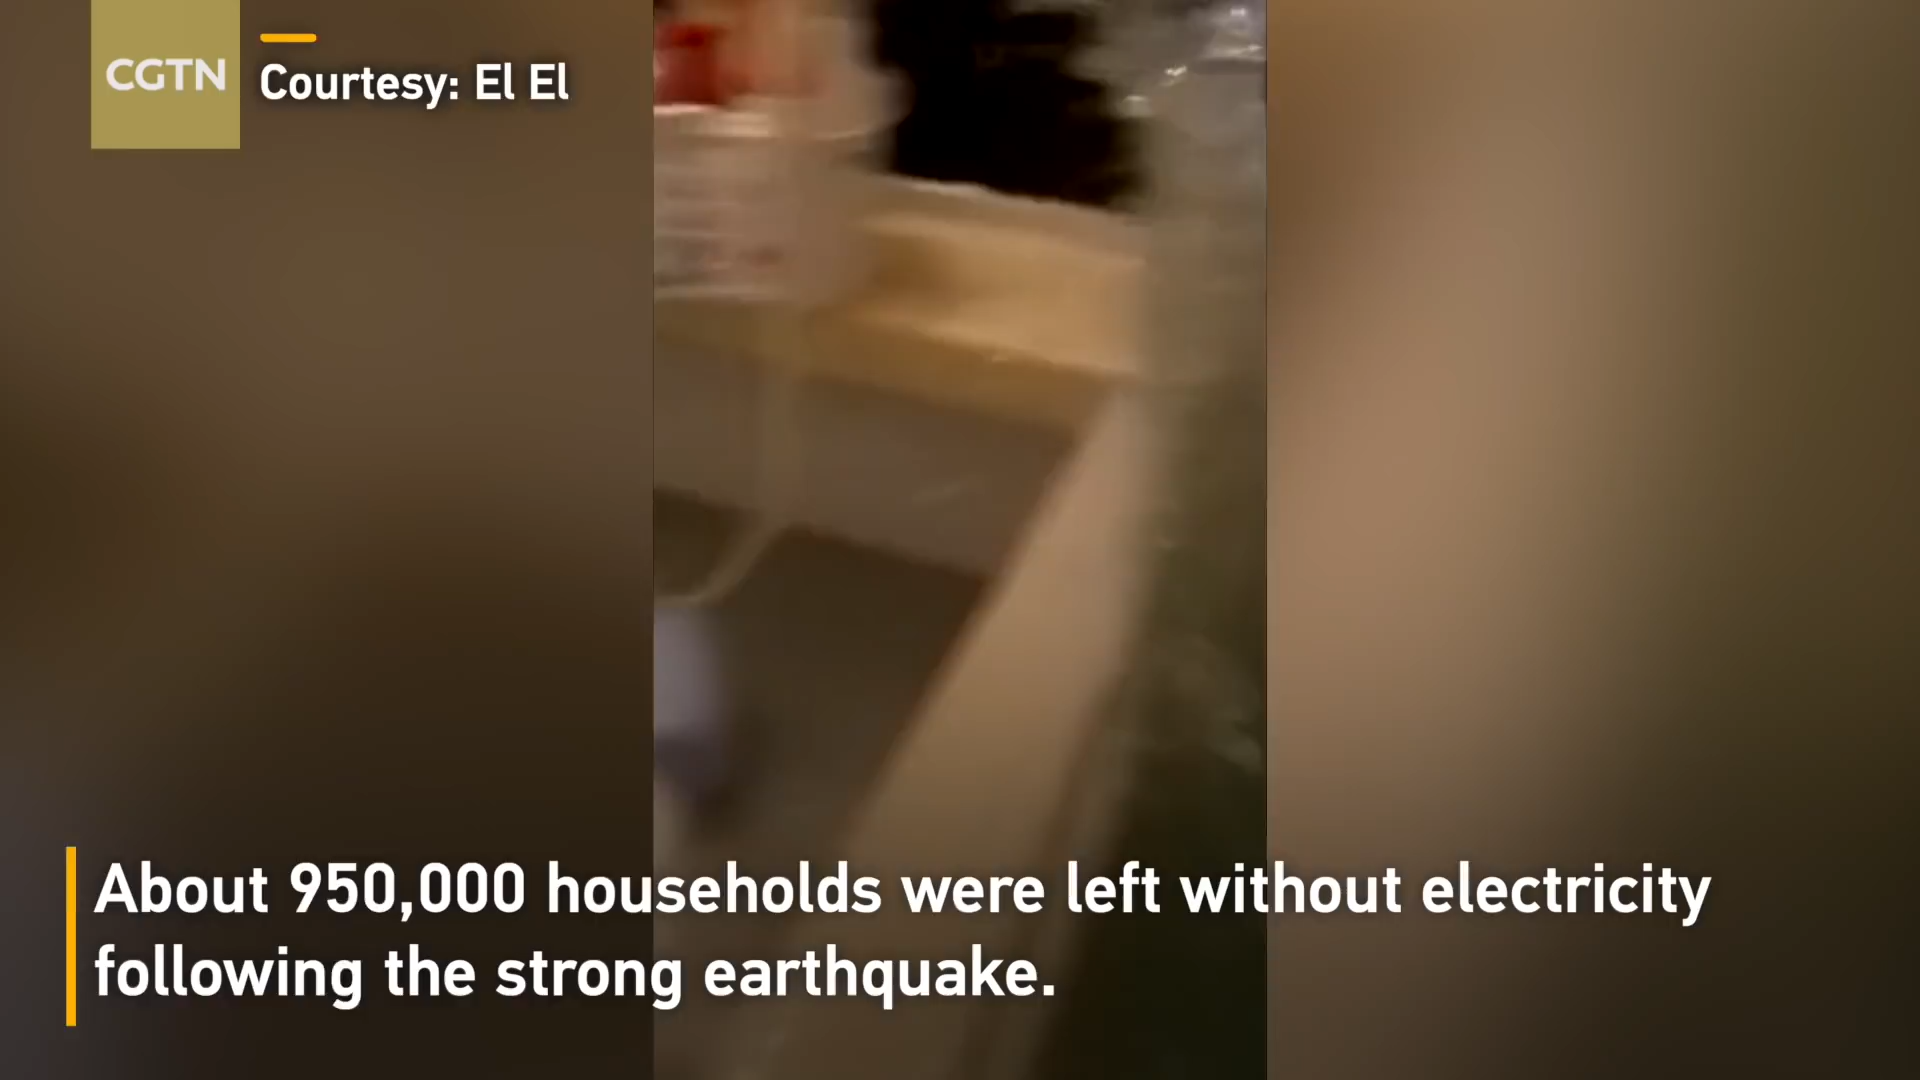 CGTN
Courtesy: El El
About 950,000 households were left without electricity
following the strong earthquake.